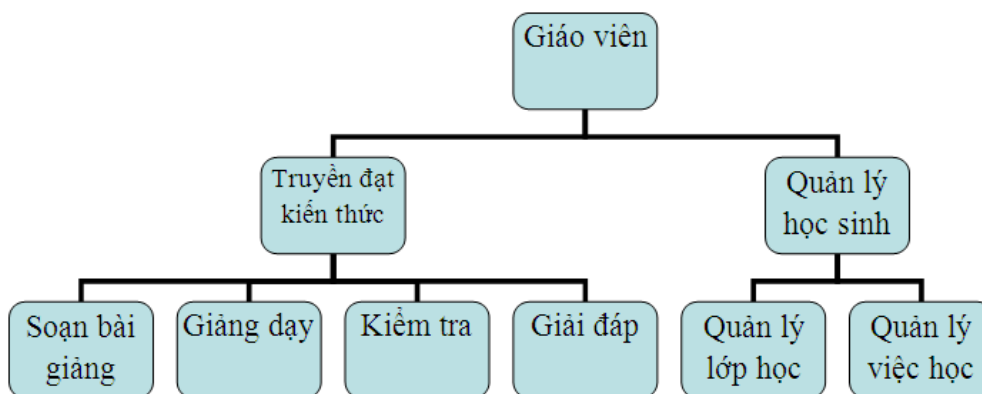 Giáo viên
Truyền đạt
kiến thức
Quản lý
học sinh
Soạn bài
giảng
Giảng dạy
Kiểm tra
Giải đáp
Quản lý
lớp học
Quản lý
việc học